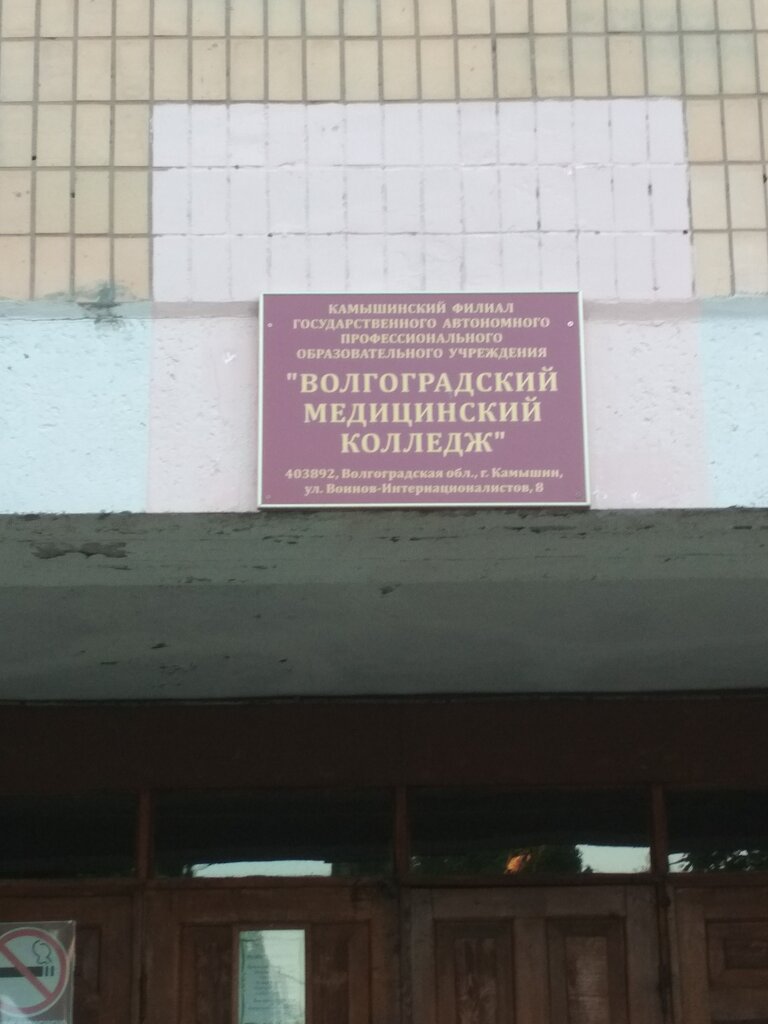 КАМЫШИНСКИЙ ФИЛИАЛ
ГОСУДАРСТВЕННОГО АВТОНОМНОГО
ПРОФЕССИОНАЛЬНОГО
ОБРАЗОВАТЕЛЬНОГО УЧРЕЖДЕНИЯ
"ВОЛГОГРАДСКИЙ
МЕДИЦИНСКИЙ
КОЛЛЕДЖ"
403892, Волгоградская обл., г. Камышин,
ул. Воинов-Интернационалистов, 8